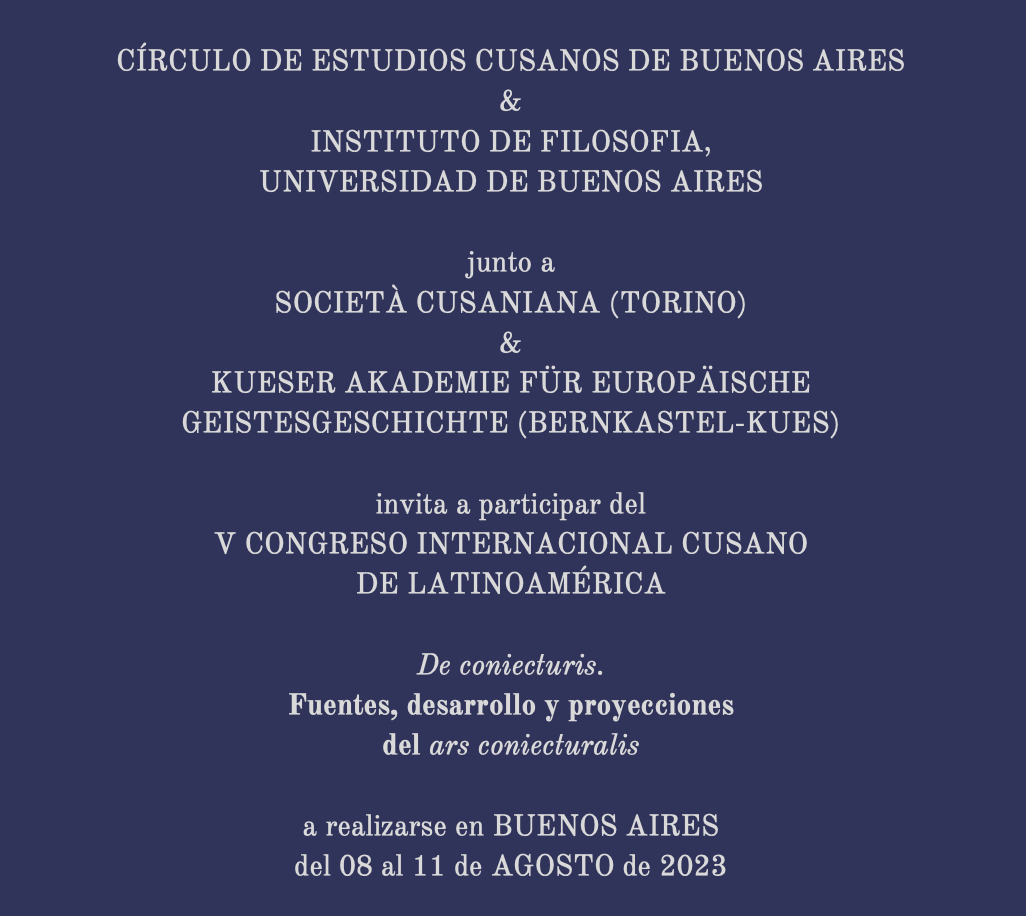 CÍRCULO DE ESTUDIOS CUSANOS DE BUENOS AIRES
&
INSTITUTO DE FILOSOFIA,
UNIVERSIDAD DE BUENOS AIRES
junto a
SOCIETÀ CUSANIANA (TORINO)
&
KUESER AKADEMIE FÜR EUROPÄISCHE
GEISTESGESCHICHTE (BERNKASTEL-KUES)
invita a participar del
V CONGRESO INTERNACIONAL CUSANO
DE LATINOAMÉRICA
De coniecturis.
Fuentes, desarrollo y proyecciones
del ars coniecturalis
a realizarse en BUENOS AIRES
del 08 al 11 de AGOSTO de 2023